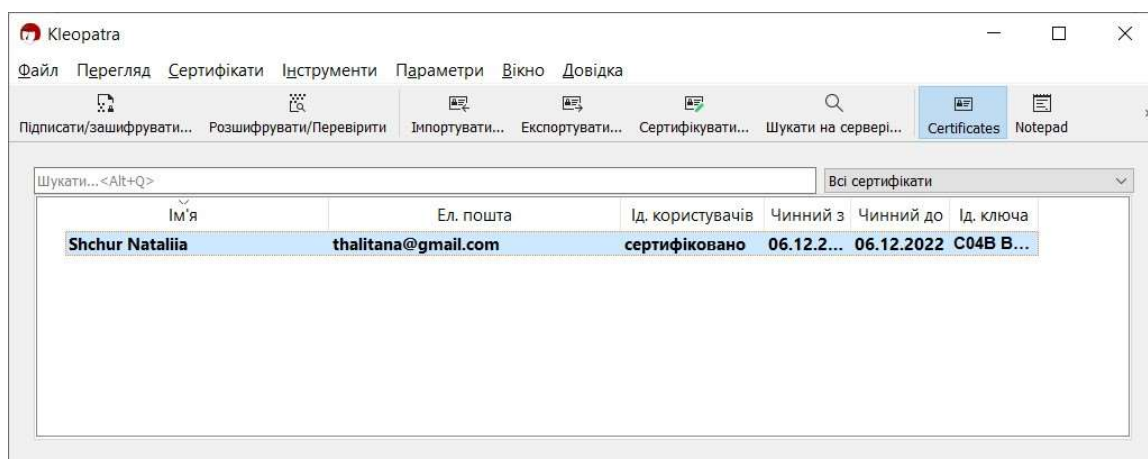 Kleopatra
Файл Перегляд Сертифікати Інструменти Параметри Вікно Довідка
Підписати/зашифрувати... Розшифрувати/Перевірити Імпортувати... Експортувати... Сертифікувати... Шукати на сервері... Certificates Notepad
Шукати...<Alt+Q> Всі сертифікати
Ім'я Ел. пошта Ід. користувачів Чинний з Чинний до Ід. ключа
Shchur Nataliia thalitana@gmail.com сертифіковано 06.12.2... 06.12.2022 C04B B...